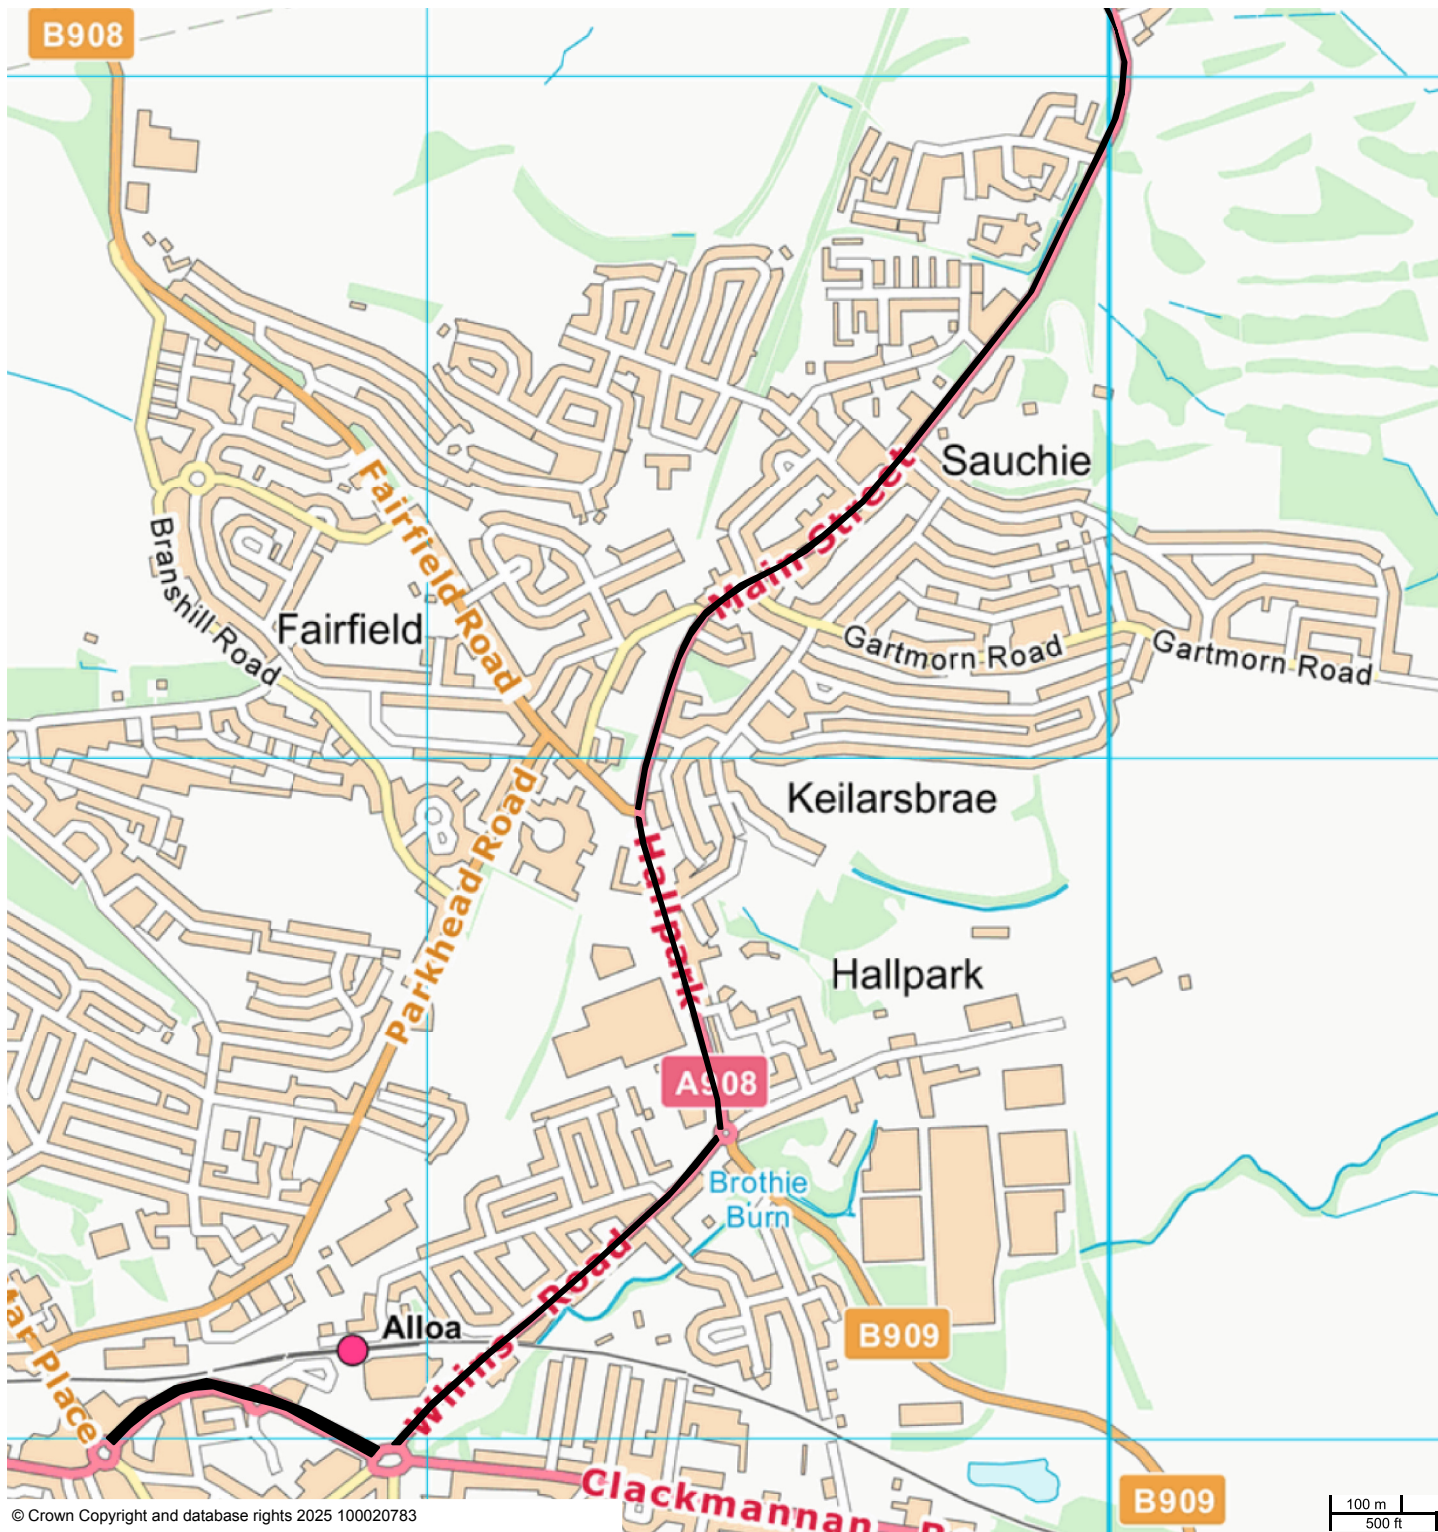 B908
Sauchie
Fairfield Road
Main Street
Branshill Road
Fairfield
Gartmorn Road
Gartmorn Road
Keilarsbrae
Parkhead Road
Hallpark
Hallpark
A908
Brothie
Burn
Whins Road
Alloa
B909
Mar Place
Clackmannan R
B909
© Crown Copyright and database rights 2025 100020783
100 m
500 ft